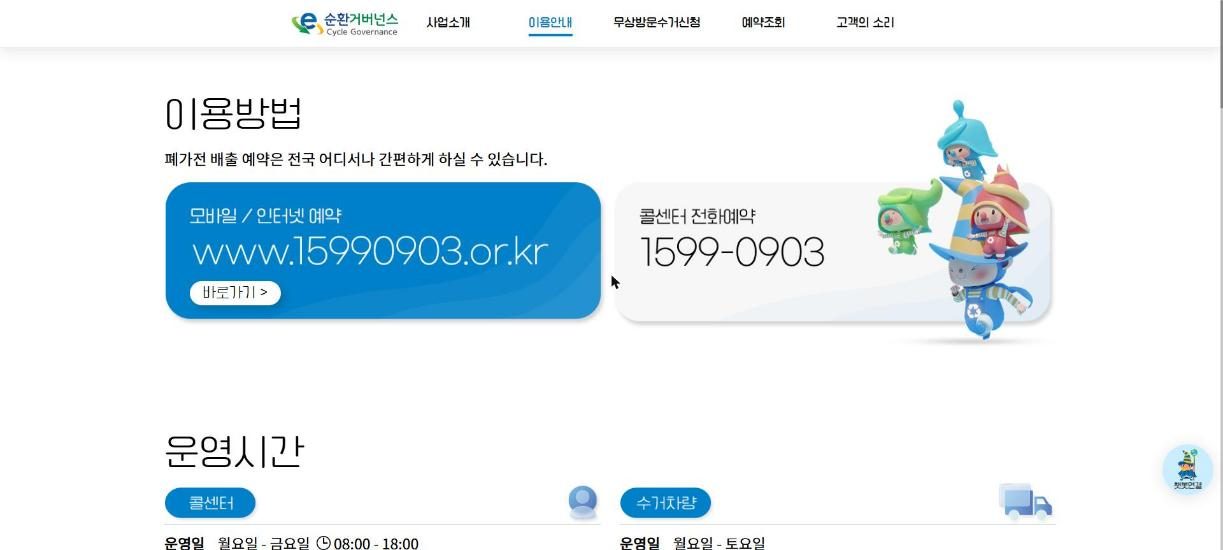 순환거버넌스
Cycle Governance
사업소개
이용안내
무상방문수거신청
예약조회
고객의 소리
이용방법
폐가전 배출 예약은 전국 어디서나 간편하게 하실 수 있습니다.
모바일 / 인터넷 예약
www.15990903.or.kr
바로가기 >
콜센터 전화예약
1599-0903
운영시간
콜센터
수거차량
운영일 월요일 - 금요일 08:00 - 18:00
운영일 월요일 - 토요일
챗봇연결